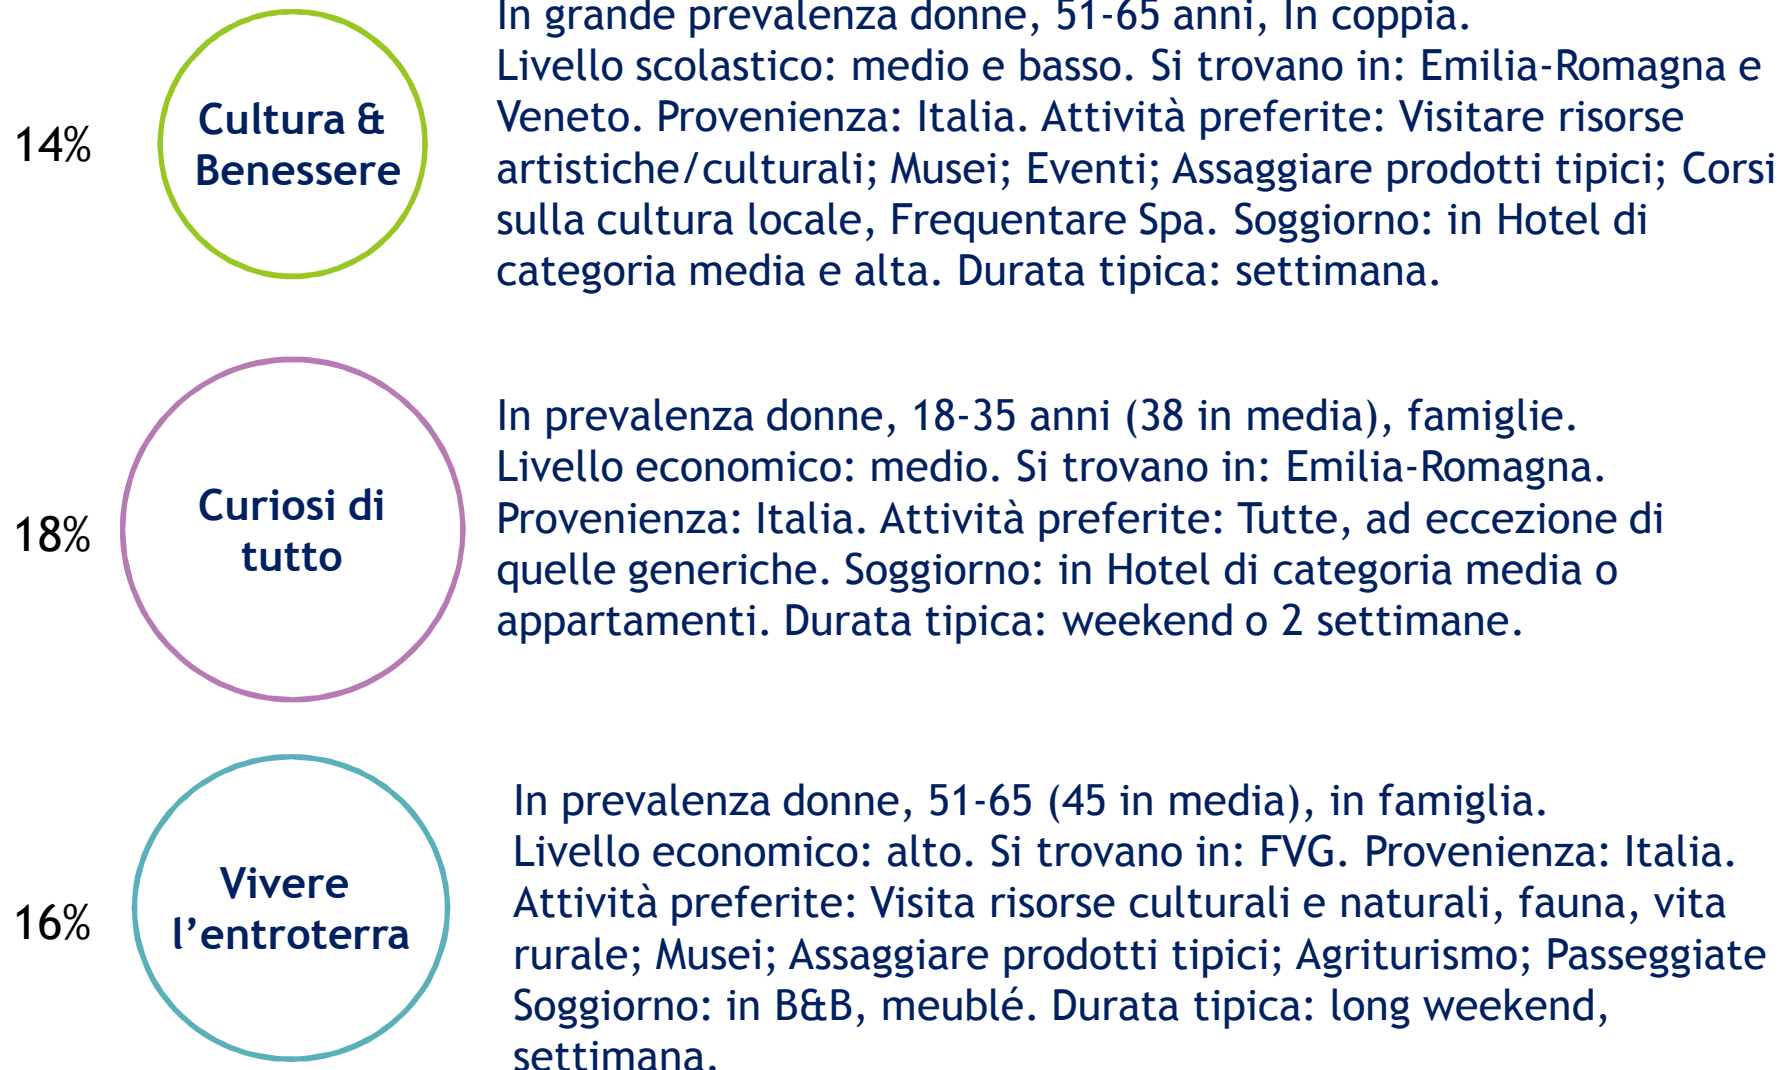 14%
Cultura &
Benessere
In grande prevalenza donne, 51-65 anni, In coppia.
Livello scolastico: medio e basso. Si trovano in: Emilia-Romagna e
Veneto. Provenienza: Italia. Attività preferite: Visitare risorse
artistiche/culturali; Musei; Eventi; Assaggiare prodotti tipici; Corsi
sulla cultura locale, Frequentare Spa. Soggiorno: in Hotel di
categoria media e alta. Durata tipica: settimana.
18%
Curiosi di
tutto
In prevalenza donne, 18-35 anni (38 in media), famiglie.
Livello economico: medio. Si trovano in: Emilia-Romagna.
Provenienza: Italia. Attività preferite: Tutte, ad eccezione di
quelle generiche. Soggiorno: in Hotel di categoria media o
appartamenti. Durata tipica: weekend o 2 settimane.
16%
Vivere
l’entroterra
In prevalenza donne, 51-65 (45 in media), in famiglia.
Livello economico: alto. Si trovano in: FVG. Provenienza: Italia.
Attività preferite: Visita risorse culturali e naturali, fauna, vita
rurale; Musei; Assaggiare prodotti tipici; Agriturismo; Passeggiate
Soggiorno: in B&B, meublé. Durata tipica: long weekend,
settimana.